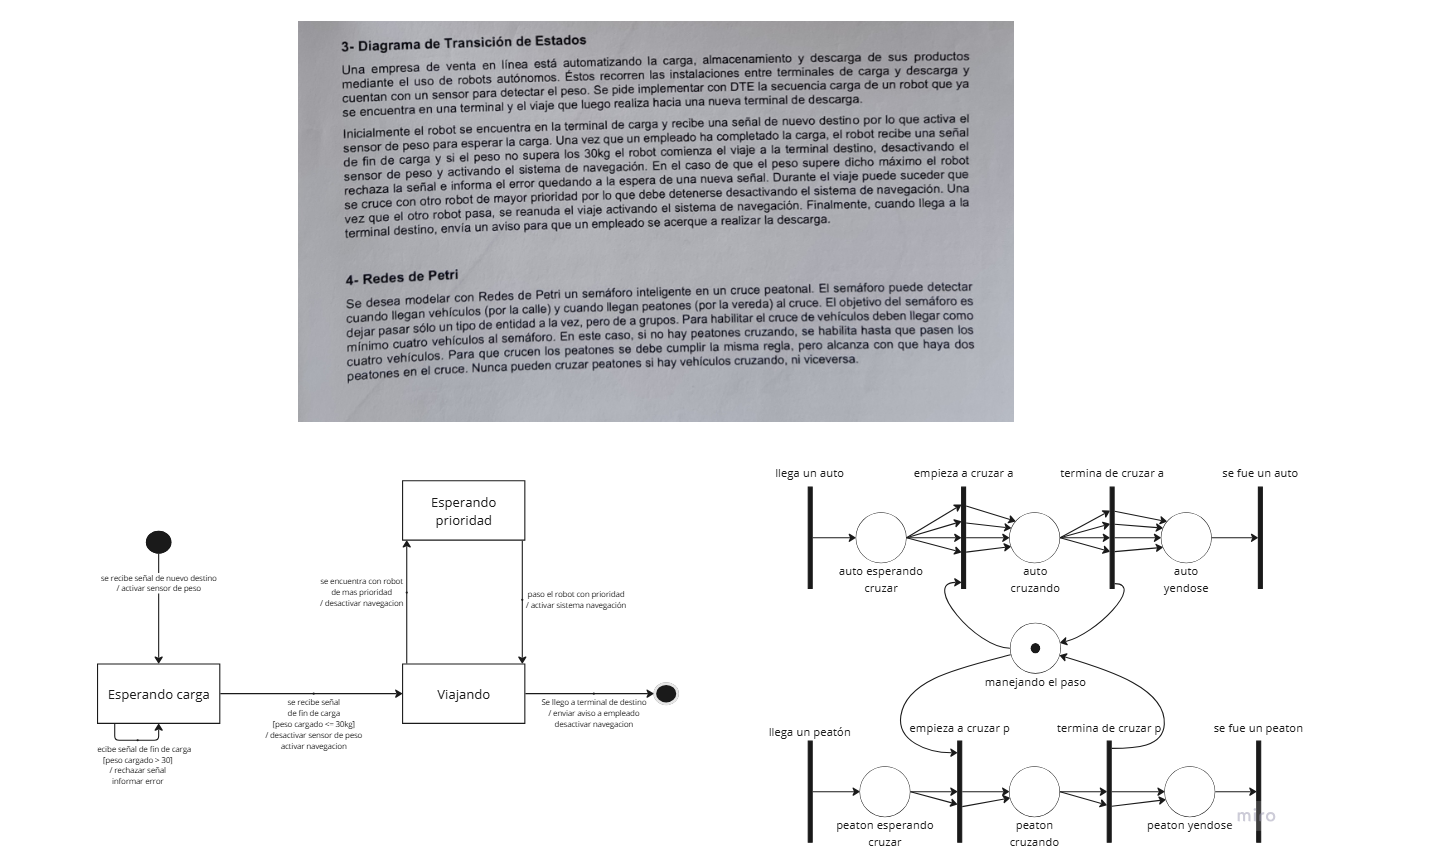 3- Diagrama de Transición de Estados
Una empresa de venta en línea está automatizando la carga, almacenamiento y descarga de sus productos
mediante el uso de robots autónomos. Éstos recorren las instalaciones entre terminales de carga y descarga y
cuentan con un sensor para detectar el peso. Se pide implementar con DTE la secuencia carga de un robot que ya
se encuentra en una terminal y el viaje que luego realiza hacia una nueva terminal de descarga.
Inicialmente el robot se encuentra en la terminal de carga y recibe una señal de nuevo destino por lo que activa el
sensor de peso para esperar la carga. Una vez que un empleado ha completado la carga, el robot recibe una señal
de fin de carga y si el peso no supera los 30kg el robot comienza el viaje a la terminal destino, desactivando el
sensor de peso y activando el sistema de navegación. En el caso de que el peso supere dicho máximo el robot
rechaza la señal e informa el error quedando a la espera de una nueva señal. Durante el viaje puede suceder que
se cruce con otro robot de mayor prioridad por lo que debe detenerse desactivando el sistema de navegación. Una
vez que el otro robot pasa, se reanuda el viaje activando el sistema de navegación. Finalmente, cuando llega a la
terminal destino, envía un aviso para que un empleado se acerque a realizar la descarga.
4- Redes de Petri
Se desea modelar con Redes de Petri un semáforo inteligente en un cruce peatonal. El semáforo puede detectar
cuando llegan vehículos (por la calle) y cuando llegan peatones (por la vereda) al cruce. El objetivo del semáforo es
dejar pasar sólo un tipo de entidad a la vez, pero de a grupos. Para habilitar el cruce de vehículos deben llegar como
mínimo cuatro vehículos al semáforo. En este caso, si no hay peatones cruzando, se habilita hasta que pasen los
cuatro vehículos. Para que crucen los peatones se debe cumplir la misma regla, pero alcanza con que haya dos
peatones en el cruce. Nunca pueden cruzar peatones si hay vehículos cruzando, ni viceversa.
se recibe señal de nuevo destino
/ activar sensor de peso
Esperando carga
ecibe señal de fin de carga
[peso cargado > 30]
/ rechazar señal
informar error
se recibe señal
de fin de carga
[peso cargado <= 30kg]
/ desactivar sensor de peso
activar navegacion
Esperando
prioridad
se encuentra con robot
de mas prioridad
/ desactivar navegacion
paso el robot con prioridad
/ activar sistema navegación
Viajando
Se llego a terminal de destino
/ enviar aviso a empleado
desactivar navegacion
llega un auto
empieza a cruzar a
termina de cruzar a
se fue un auto
auto esperando
cruzar
auto
cruzando
auto
yendose
manejando el paso
llega un peatón
empieza a cruzar p
termina de cruzar p
se fue un peaton
peaton esperando
cruzar
peaton
cruzando
peaton yendose
miro